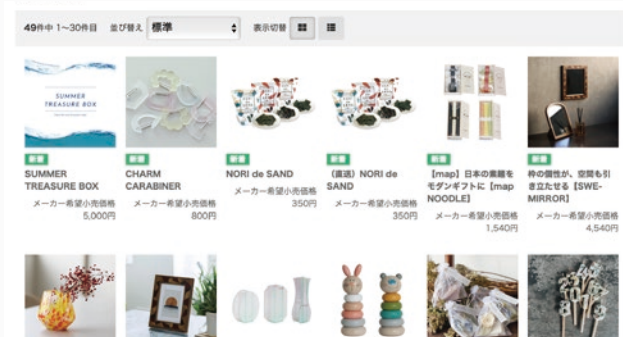 49件中 1〜30件目 並び替え 標準 表示切替
SUMMER
TREASURE BOX
新着 新着 新着 新着 新着 新着
SUMMER
TREASURE BOX
メーカー希望小売価格
5,000円
CHARM
CARABINER
メーカー希望小売価格
800円
NORI de SAND
メーカー希望小売価格
350円
(直送) NORI de
SAND
メーカー希望小売価格
350円
【map】日本の素麺を
モダンギフトに【map
NOODLE】
メーカー希望小売価格
1,540円
枠の個性が、空間も引
き立たせる【SWE-
MIRROR】
メーカー希望小売価格
4,540円